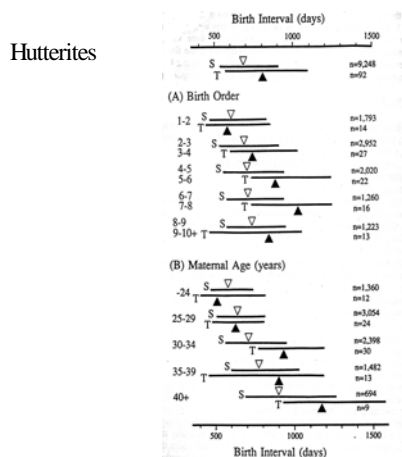 Hutterites
Birth Interval (days)
500 1000 1500
S n=9,248
T n=92
(A) Birth Order
1-2 S n=1,793
T n=14
2-3 S n=2,952
3-4 T n=27
4-5 S n=2,020
5-6 T n=22
6-7 S n=1,260
7-8 T n=16
8-9 S n=1,223
9-10+ T n=13
(B) Maternal Age (years)
-24 S n=1,360
T n=12
25-29 S n=3,054
T n=24
30-34 S n=2,398
T n=30
35-39 S n=1,482
T n=13
40+ S n=694
T n=9
500 1000 1500
Birth Interval (days)